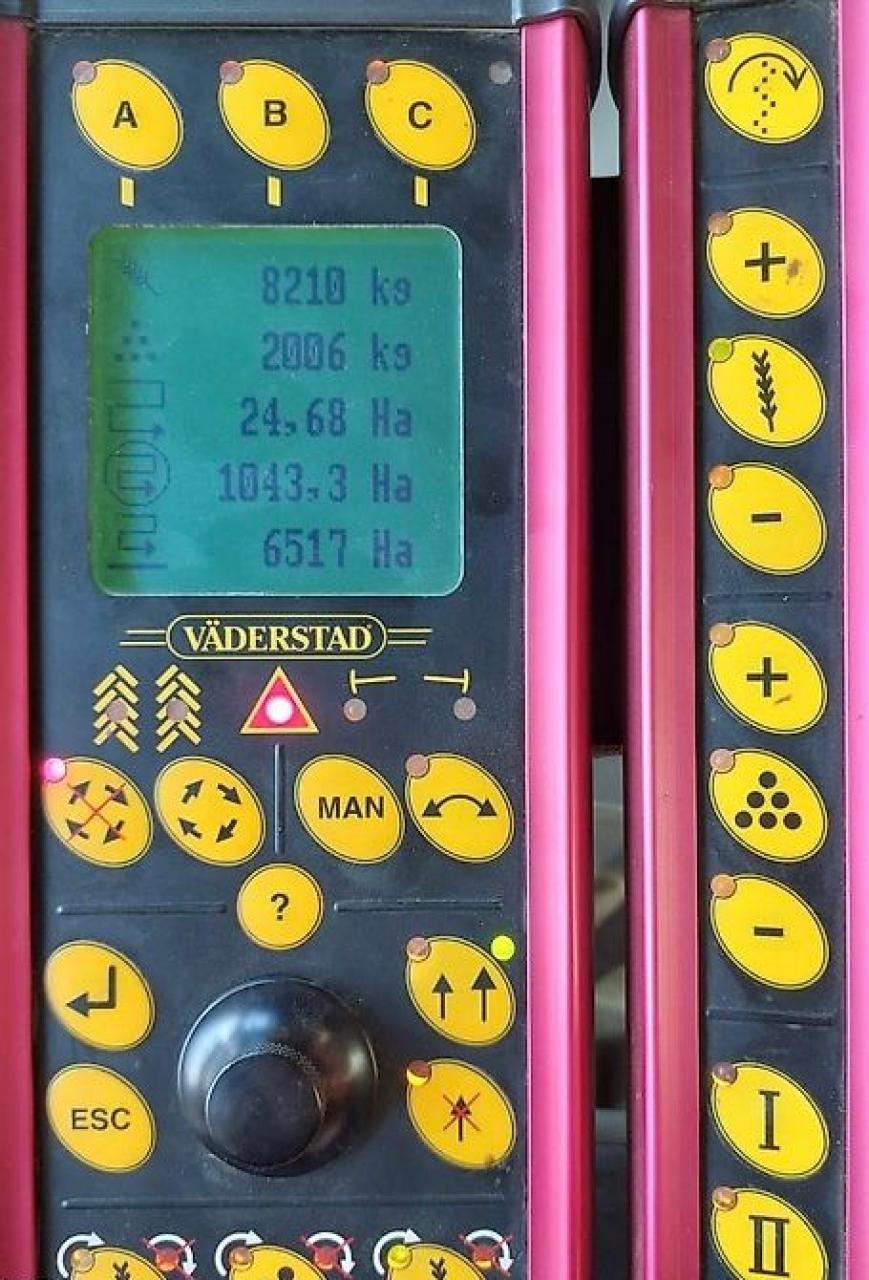 A B C
8210 kg
2006 kg
24,68 Ha
1043,3 Ha
6517 Ha
VÄDERSTAD
MAN
?
ESC
+
-
+
-
I
II